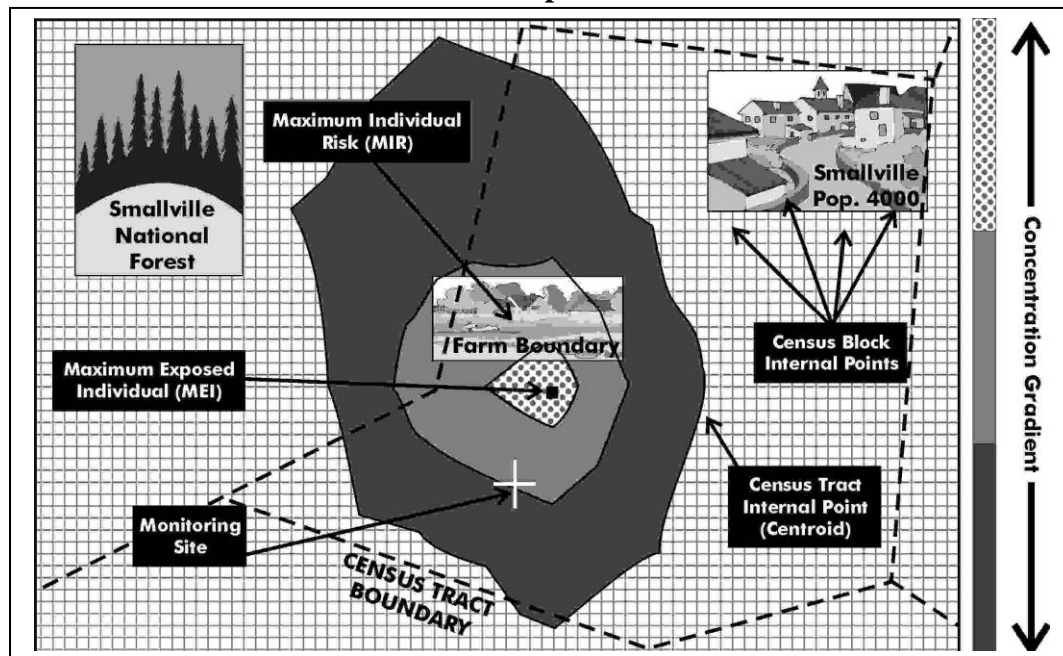 Smallville
National
Forest
Maximum Individual
Risk (MIR)
Smallville
Pop. 4000
Farm Boundary
Census Block
Internal Points
Maximum Exposed
Individual (MEI)
Census Tract
Internal Point
(Centroid)
Monitoring
Site
CENSUS TRACT
BOUNDARY
Concentration Gradient